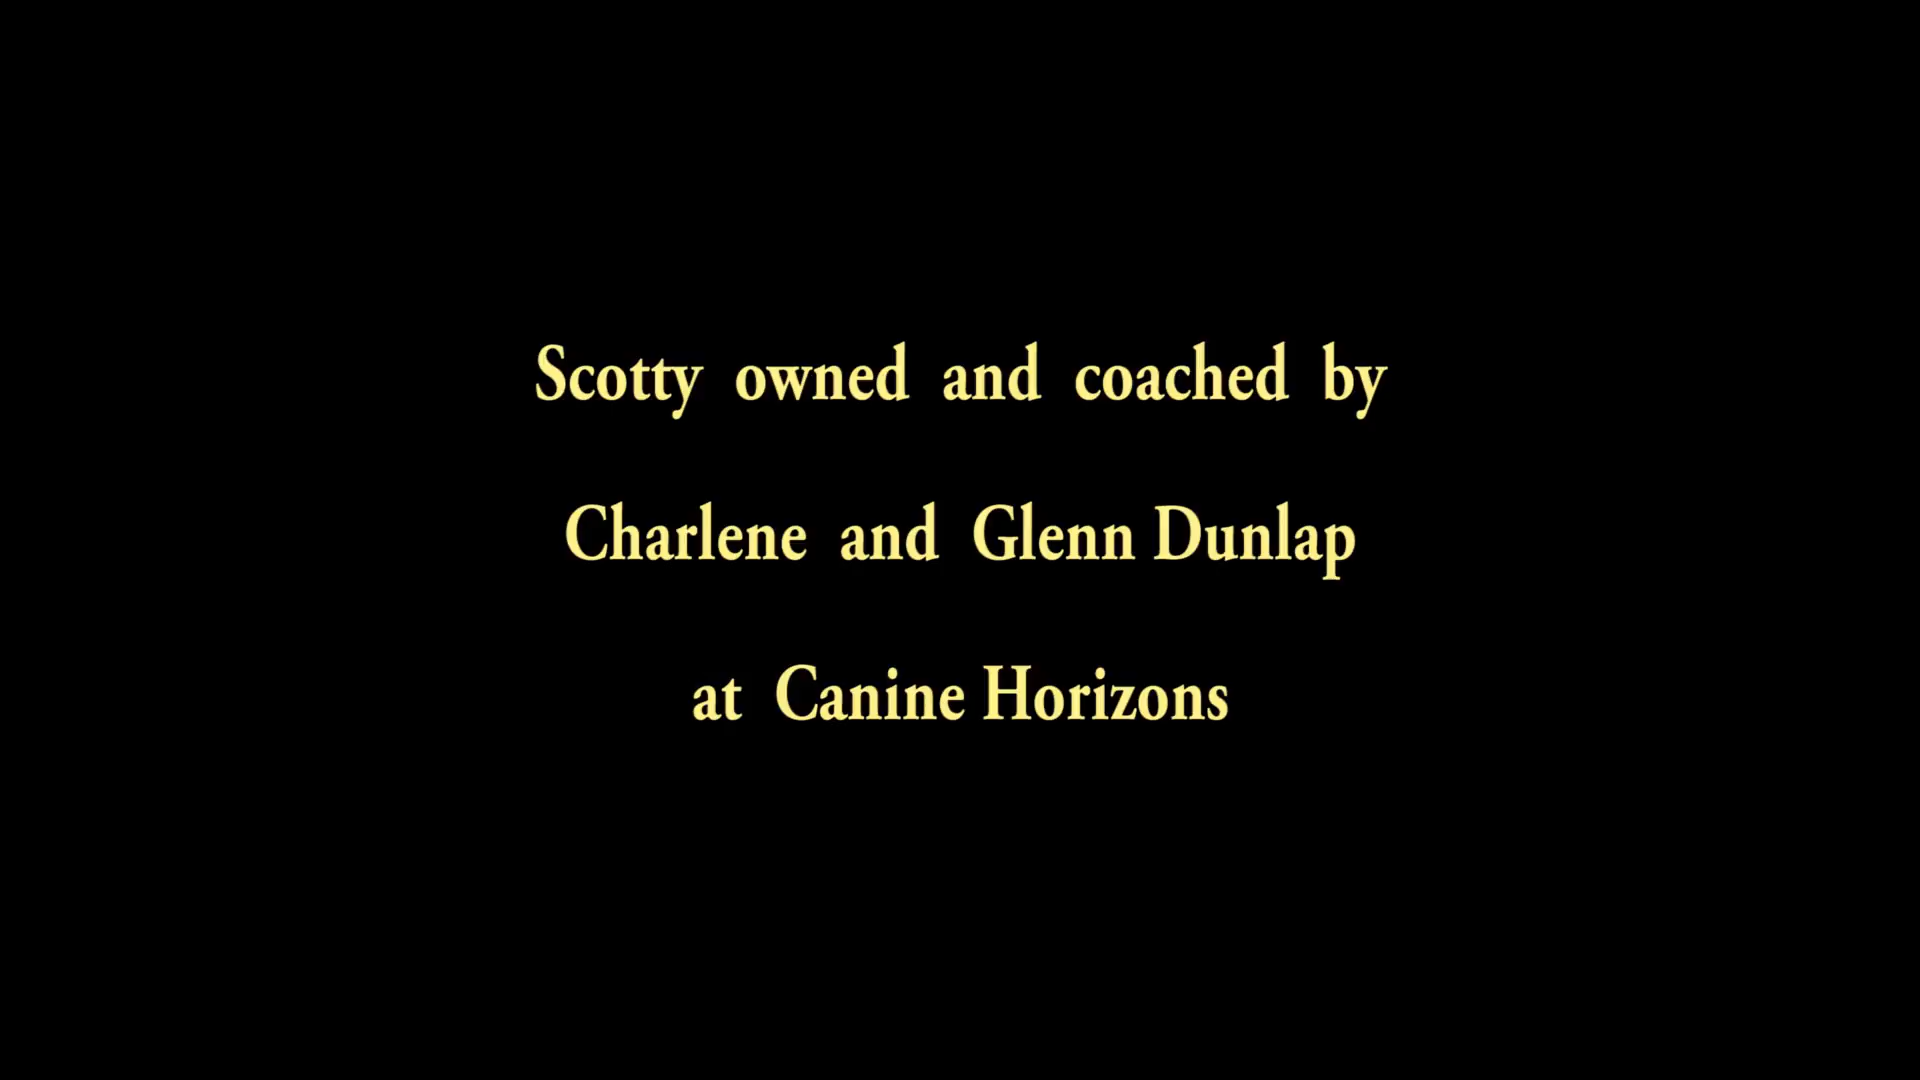 Scotty owned and coached by
Charlene and Glenn Dunlap
at Canine Horizons